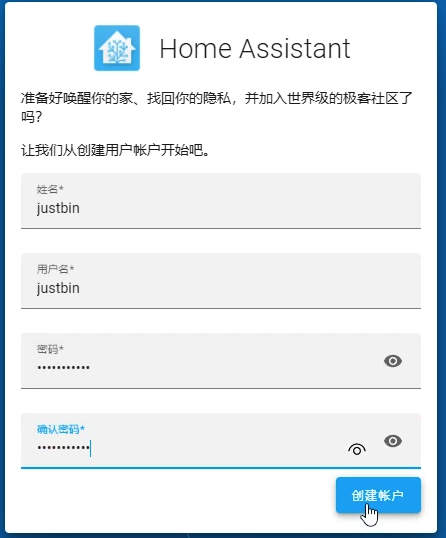 Home Assistant
准备好唤醒你的家、找回你的隐私，并加入世界级的极客社区了
吗？
让我们从创建用户帐户开始吧。
姓名*
justbin
用户名*
justbin
密码*
•••••••••••
确认密码*
•••••••••••
创建帐户